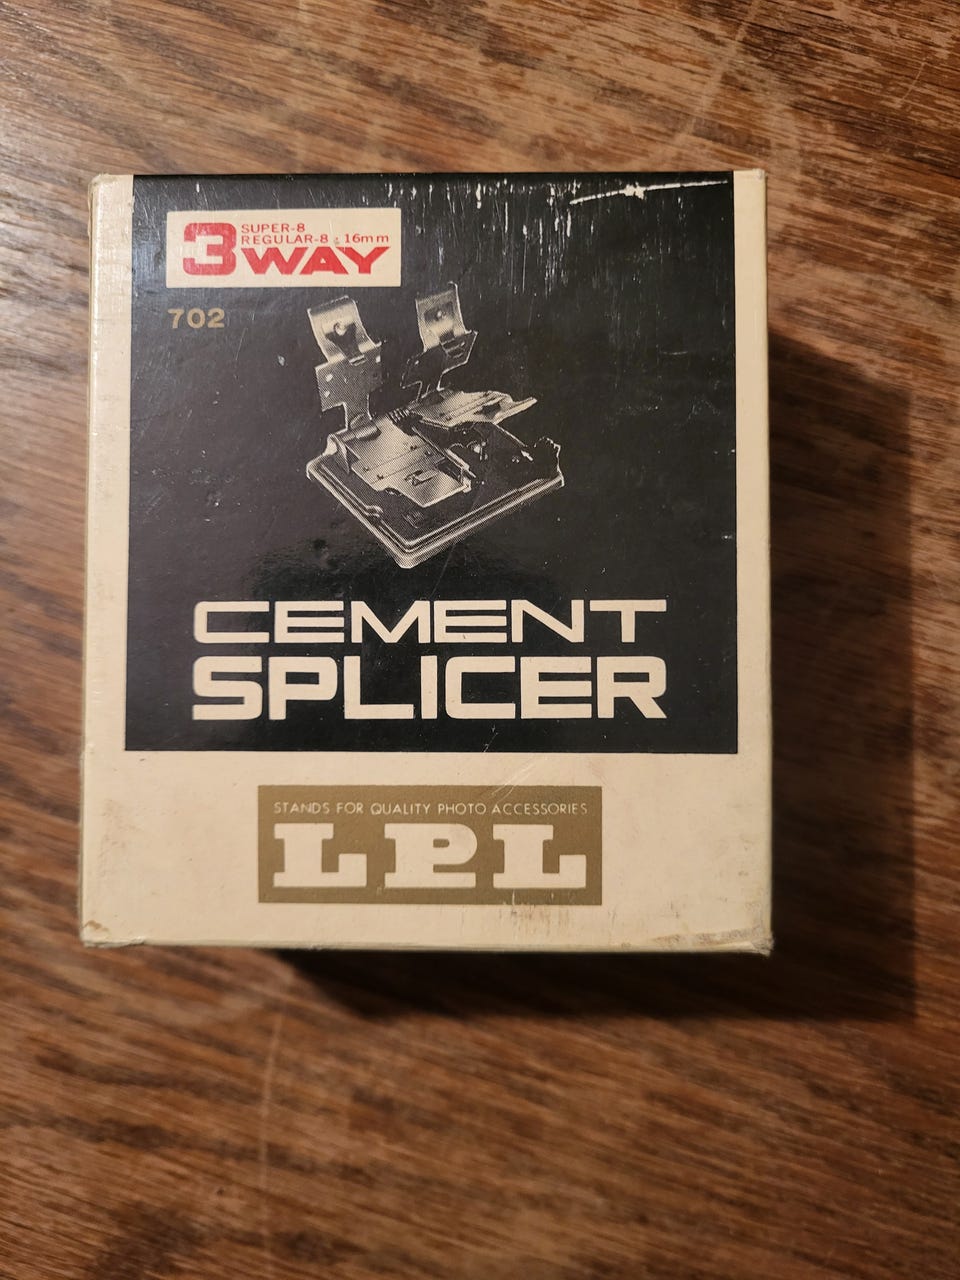 3 SUPER-8
REGULAR-8 : 16mm
WAY
702
CEMENT
SPLICER
STANDS FOR QUALITY PHOTO ACCESSORIES
LPL